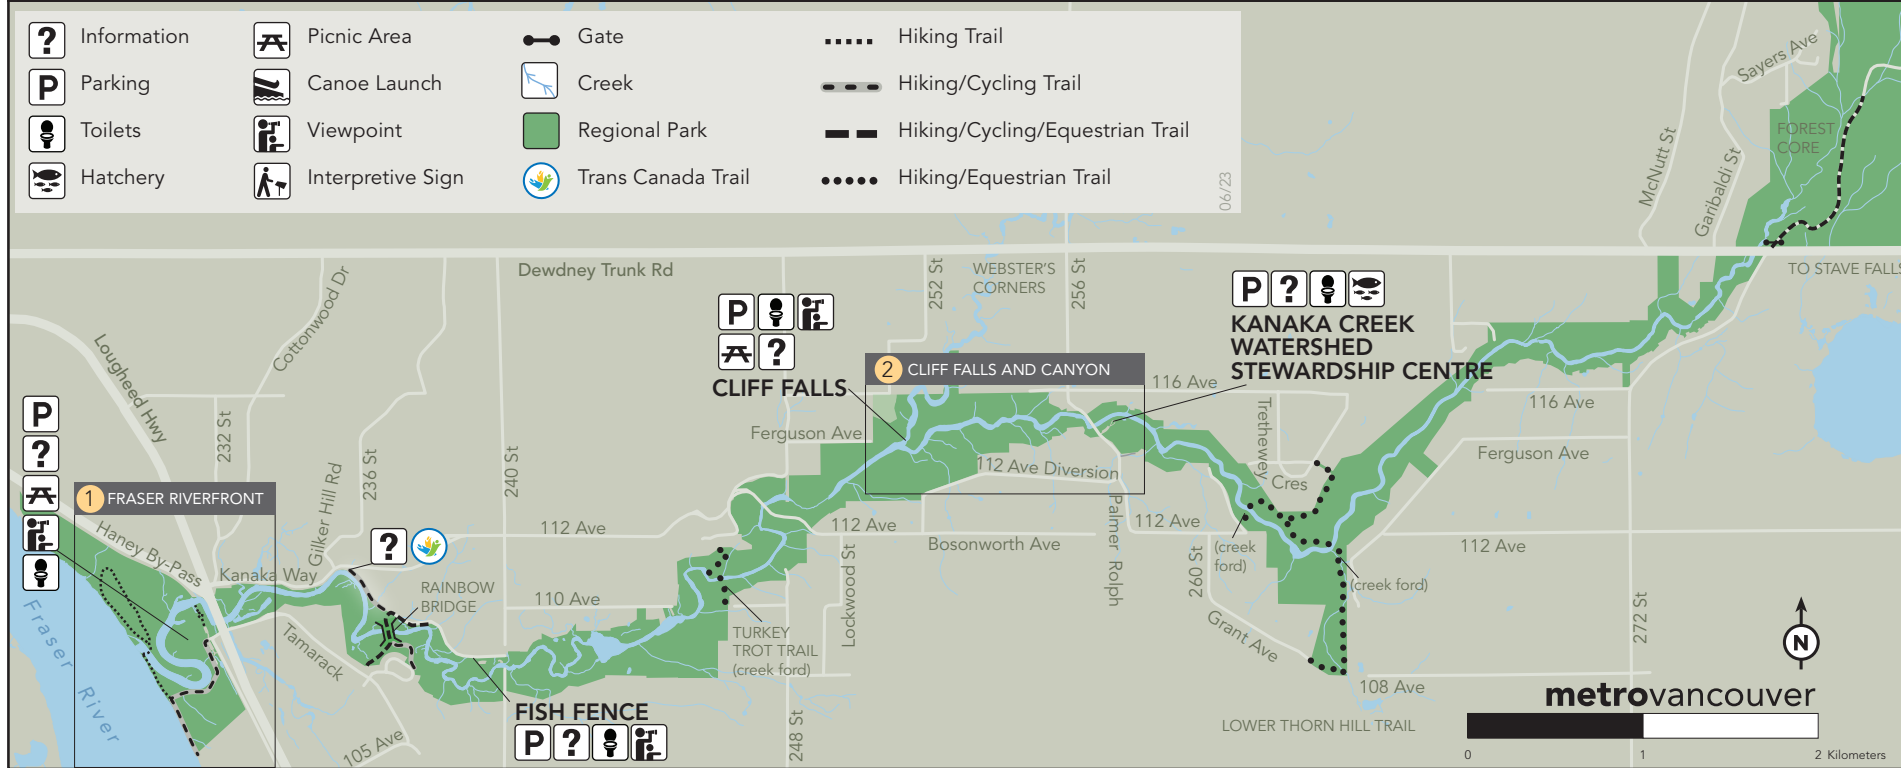 Information
Parking
Toilets
Hatchery
Picnic Area
Canoe Launch
Viewpoint
Interpretive Sign
Gate
Creek
Regional Park
Trans Canada Trail
Hiking Trail
Hiking/Cycling Trail
Hiking/Cycling/Equestrian Trail
Hiking/Equestrian Trail
06/23
?
P
Sayers Ave
McNutt St
Garibaldi St
FOREST
CORE
Dewdney Trunk Rd
TO STAVE FALLS
Cottonwood Dr
Lougheed Hwy
232 St
236 St
240 St
Gilker Hill Rd
252 St
WEBSTER'S
CORNERS
256 St
P
?
CLIFF FALLS
2 CLIFF FALLS AND CANYON
P ?
KANAKA CREEK
WATERSHED
STEWARDSHIP CENTRE
116 Ave
116 Ave
Trethewey
Cres
Ferguson Ave
Ferguson Ave
112 Ave Diversion
P
?
1 FRASER RIVERFRONT
Haney By-Pass
Kanaka Way
?
112 Ave
112 Ave
112 Ave
112 Ave
Bosonworth Ave
Palmer Rolph
260 St
(creek
ford)
(creek ford)
RAINBOW
BRIDGE
110 Ave
TURKEY
TROT TRAIL
(creek ford)
Lockwood St
248 St
Tamarack
Grant Ave
272 St
Fraser
River
105 Ave
FISH FENCE
P ?
108 Ave
LOWER THORN HILL TRAIL
N
metrovancouver
0 1 2 Kilometers